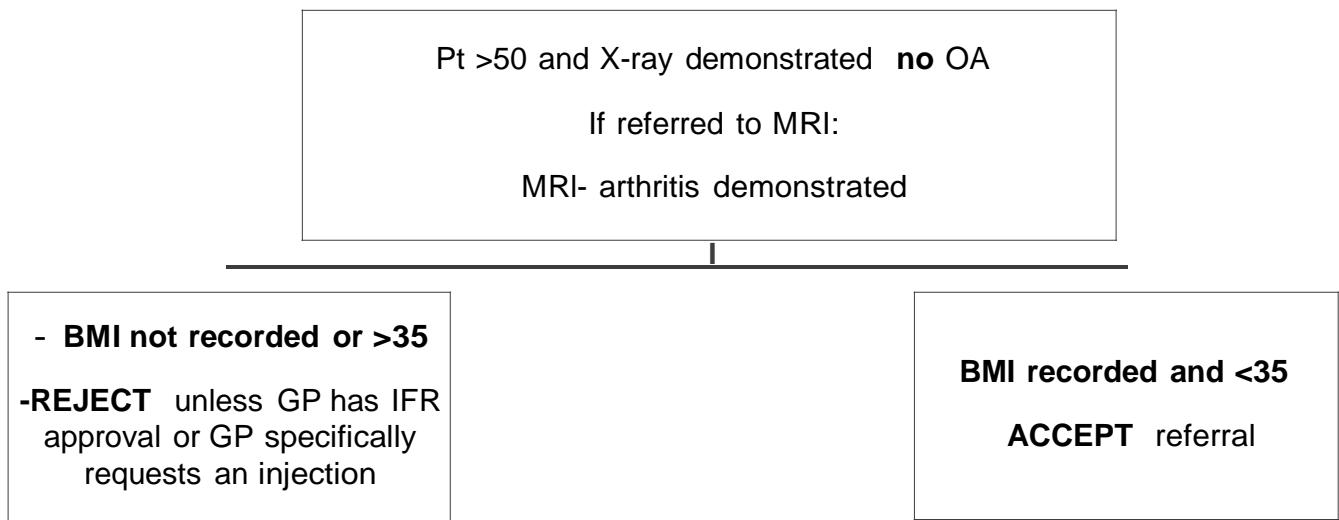 Pt >50 and X-ray demonstrated no OA
If referred to MRI:
MRI- arthritis demonstrated
- BMI not recorded or >35
-REJECT unless GP has IFR
approval or GP specifically
requests an injection
BMI recorded and <35
ACCEPT referral